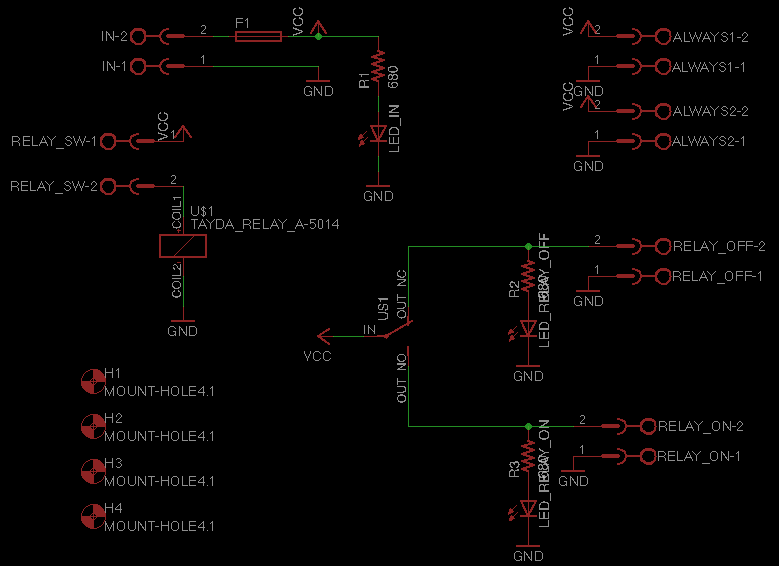 IN-2
2
F1
VCC
IN-1
1
GND
R1
680
LED_IN
GND
VCC
2
ALWAYS1-2
1
ALWAYS1-1
GND
VCC
2
ALWAYS2-2
1
ALWAYS2-1
GND
RELAY_SW-1
VCC
1
RELAY_SW-2
2
COIL1
U$1
TAYDA_RELAY_A-5014
COIL2
GND
OUT NC
US1
IN
VCC
OUT NO
2
RELAY_OFF-2
1
RELAY_OFF-1
GND
R2
680
LED_RELAY_OFF
GND
2
RELAY_ON-2
1
RELAY_ON-1
GND
R3
680
LED_RELAY_ON
GND
H1
MOUNT-HOLE4.1
H2
MOUNT-HOLE4.1
H3
MOUNT-HOLE4.1
H4
MOUNT-HOLE4.1